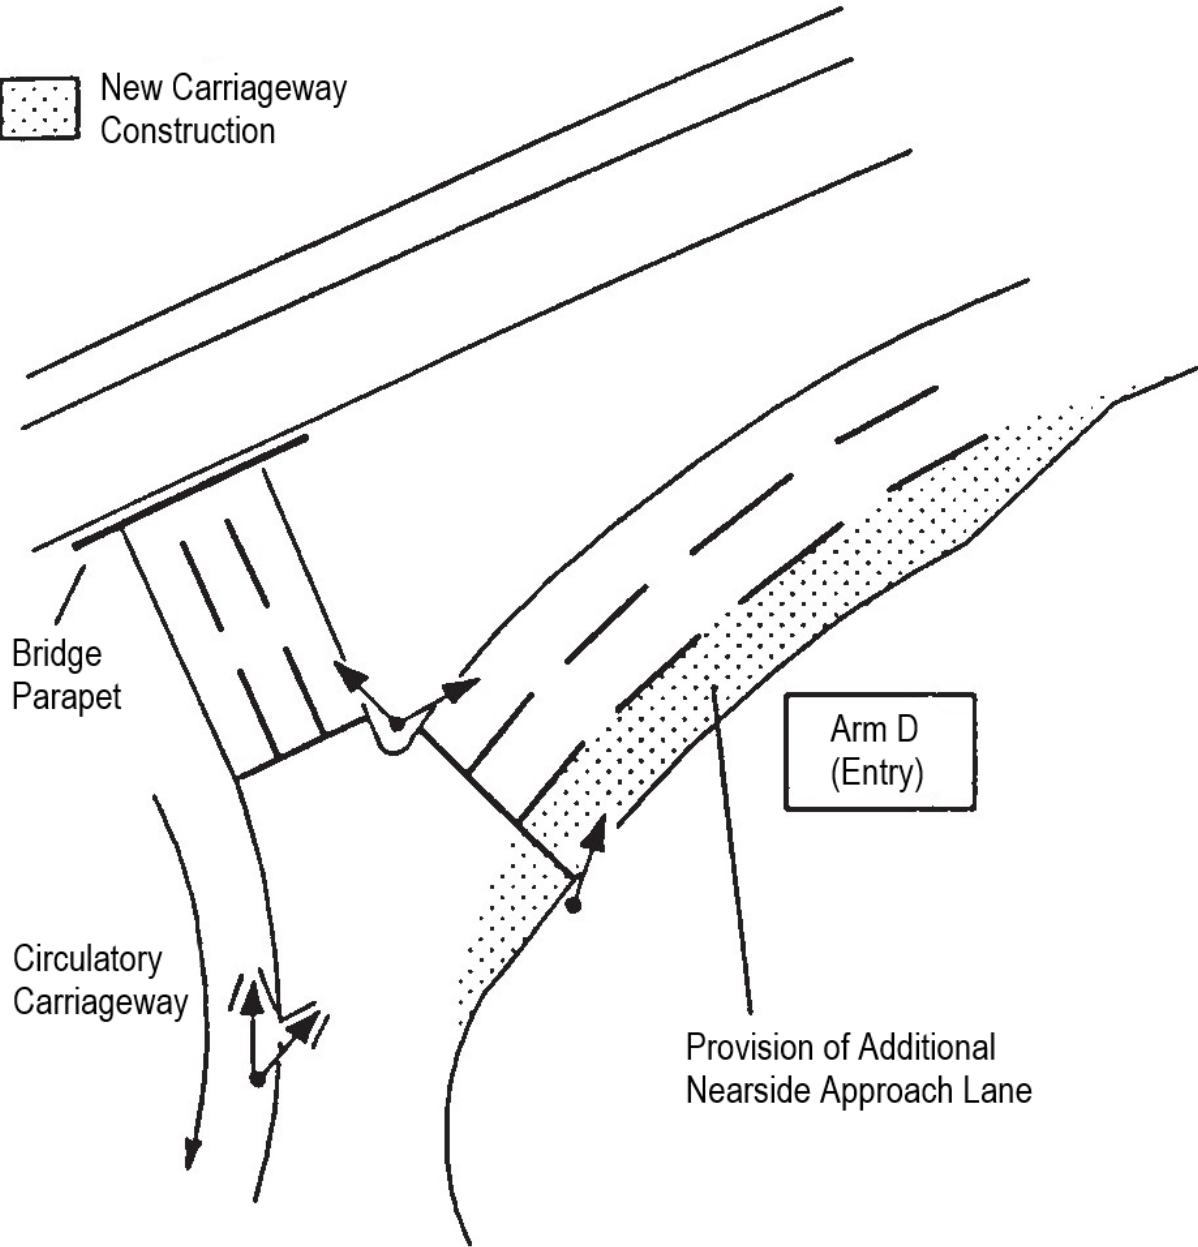 New Carriageway
Construction
Bridge
Parapet
Arm D
(Entry)
Circulatory
Carriageway
Provision of Additional
Nearside Approach Lane